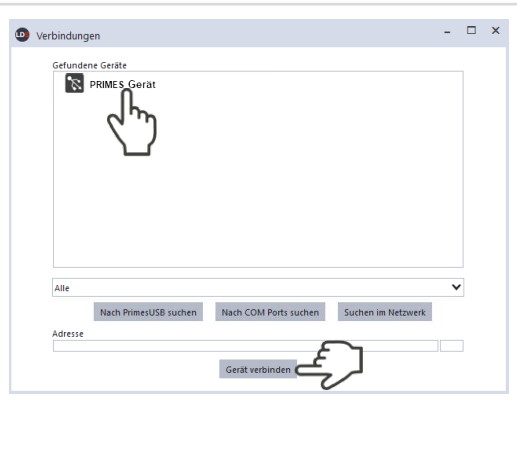 LD
Verbindungen
Gefundene Geräte
PRIMES Gerät
Alle
Nach PrimesUSB suchen
Nach COM Ports suchen
Suchen im Netzwerk
Adresse
Gerät verbinden